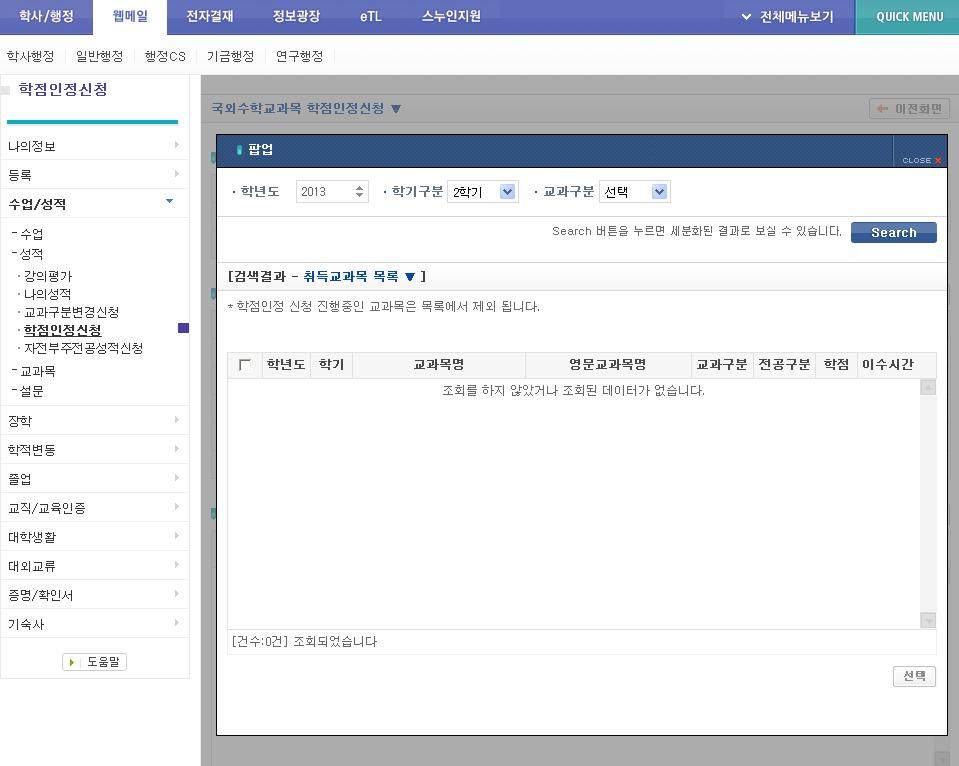 학사/행정 웹메일 전자결재 정보광장 eTL 스누인지원 전체메뉴보기 QUICK MENU
학사행정 일반행정 행정CS 기금행정 연구행정
학점인정신청
나의정보
등록
수업/성적
수업
성적
강의평가
나의성적
교과구분변경신청
학점인정신청
자전부주전공성적신청
교과목
설문
장학
학적변동
졸업
교직/교육인증
대학생활
대외교류
증명/확인서
기숙사
도움말
국외수학교과목 학점인정신청 ▼ 이전화면
팝업 CLOSE X
· 학년도 2013 · 학기구분 2학기 · 교과구분 선택
Search 버튼을 누르면 세분화된 결과로 보실 수 있습니다. Search
[검색결과 - 취득교과목 목록 ▼ ]
* 학점인정 신청 진행중인 교과목은 목록에서 제외 됩니다.
학년도 학기 교과목명 영문교과목명 교과구분 전공구분 학점 이수시간
조회를 하지 않았거나 조회된 데이터가 없습니다.
[건수:0건] 조회되었습니다
선택